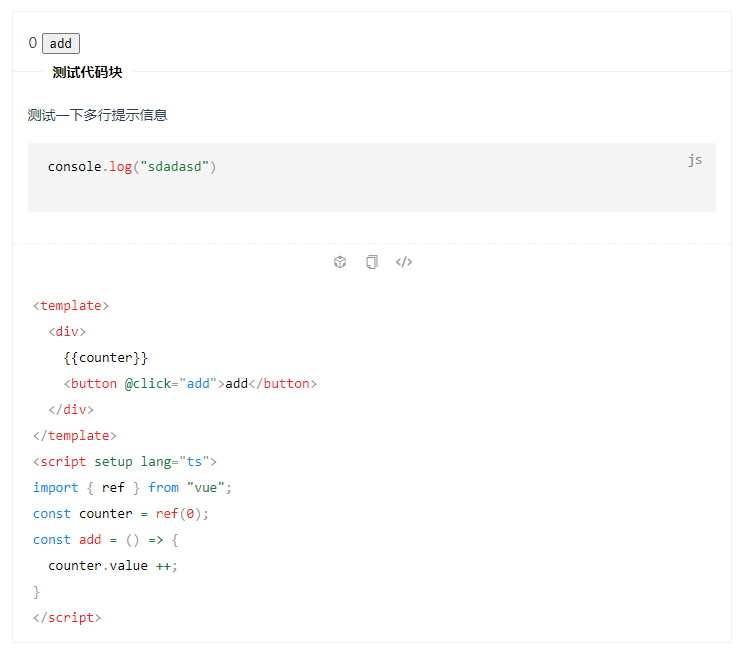 0 add
测试代码块
测试一下多行提示信息
console.log("sdadasd")
js
</>
<template>
  <div>
    {{counter}}
    <button @click="add">add</button>
  </div>
</template>
<script setup lang="ts">
import { ref } from "vue";
const counter = ref(0);
const add = () => {
  counter.value ++;
}
</script>